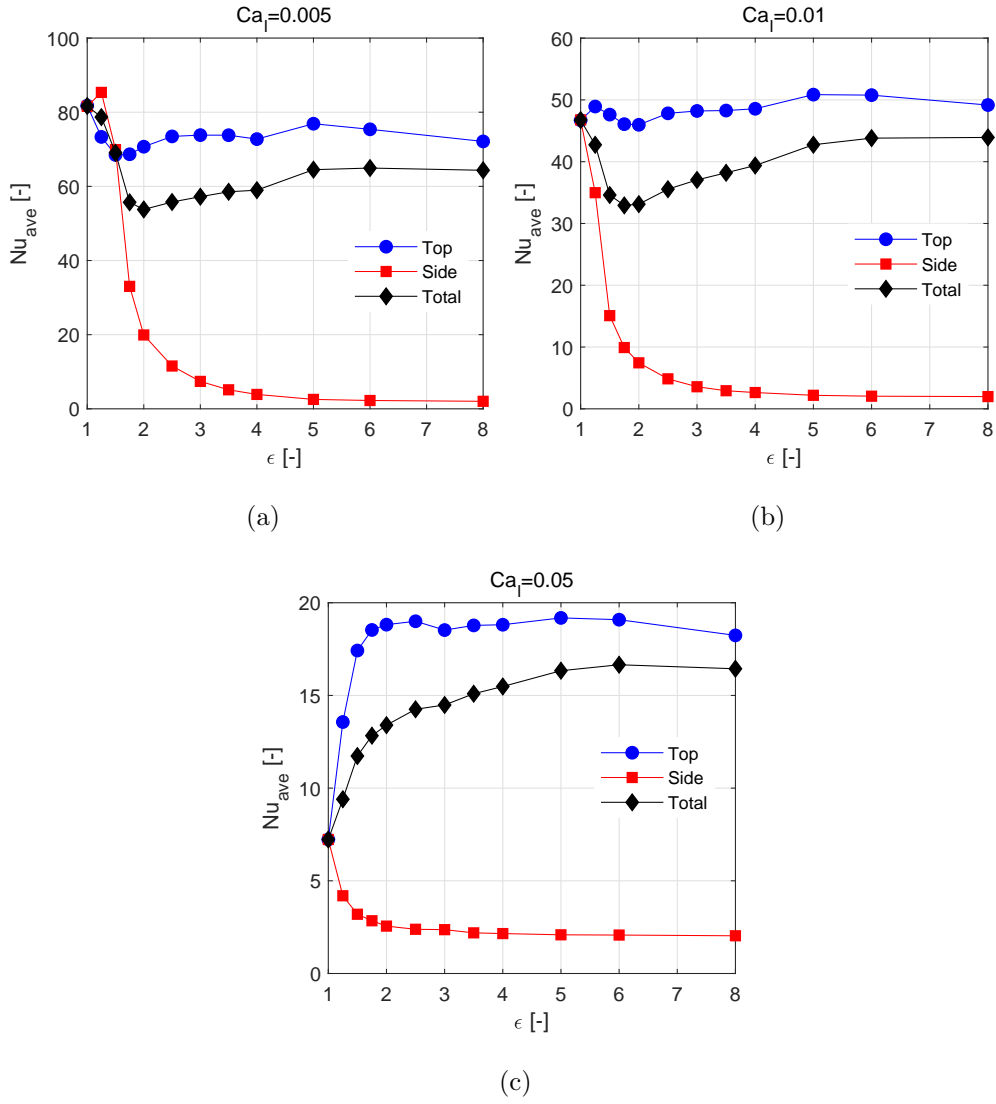 Ca_l=0.005
100
80
60
40
20
0
Nu_ave [-]
Top
Side
Total
1 2 3 4 5 6 7 8
ϵ [-]
(a)
Ca_l=0.01
60
50
40
30
20
10
0
Nu_ave [-]
Top
Side
Total
1 2 3 4 5 6 7 8
ϵ [-]
(b)
Ca_l=0.05
20
15
10
5
0
Nu_ave [-]
Top
Side
Total
1 2 3 4 5 6 7 8
ϵ [-]
(c)